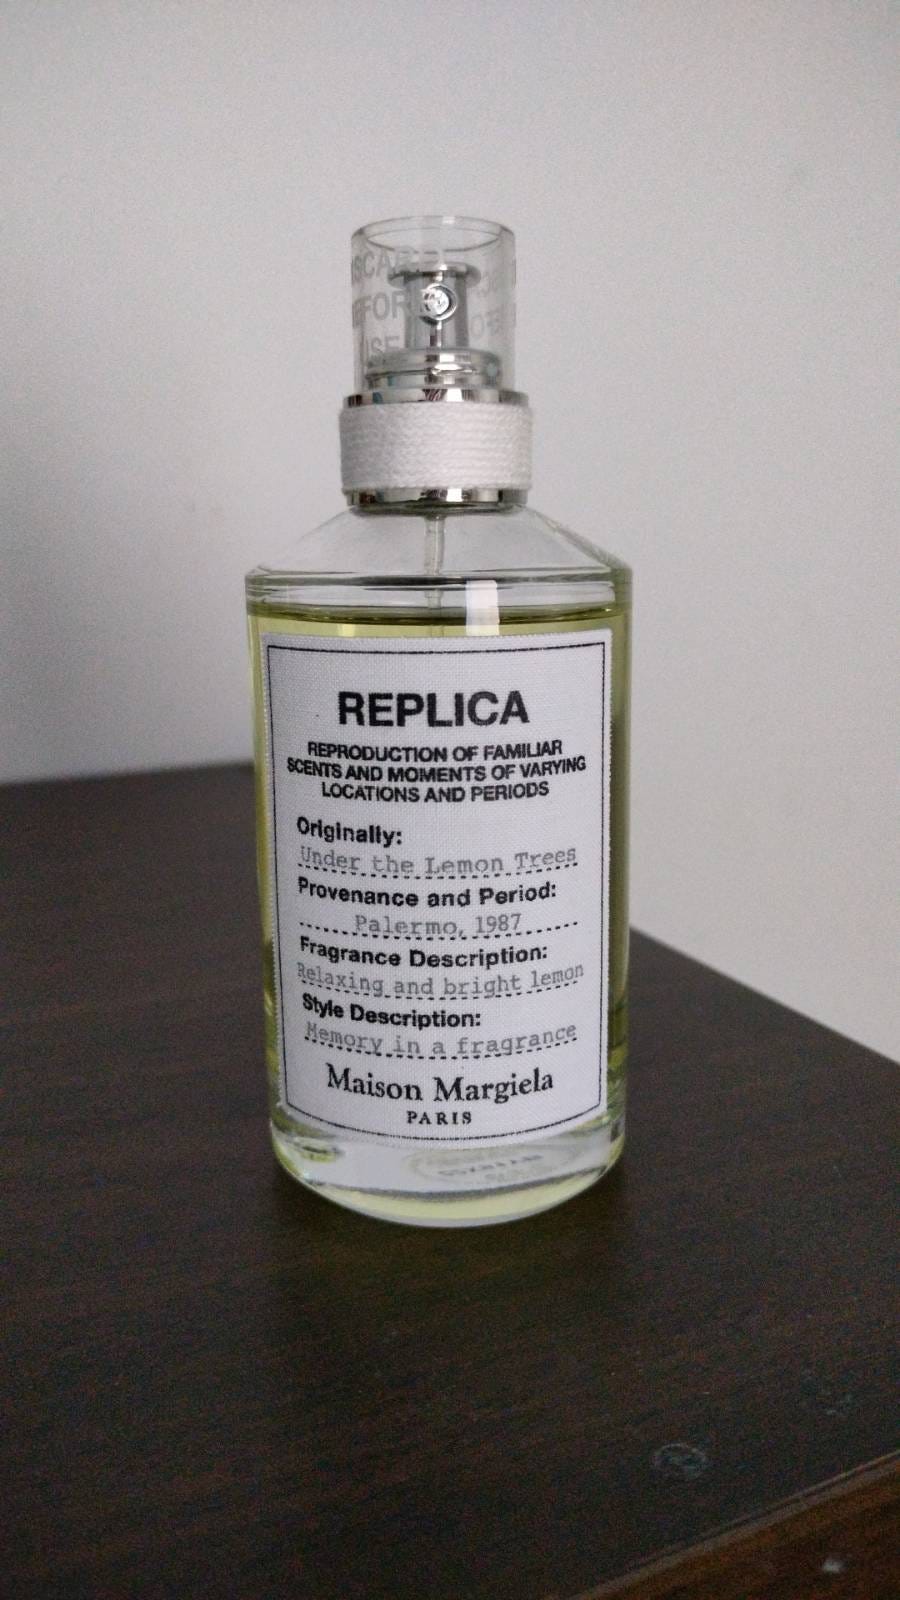 REPLICA
REPRODUCTION OF FAMILIAR
SCENTS AND MOMENTS OF VARYING
LOCATIONS AND PERIODS
Originally:
Under the Lemon Trees
Provenance and Period:
Palermo, 1987
Fragrance Description:
Relaxing and bright lemon
Style Description:
Memory in a fragrance
Maison Margiela
PARIS